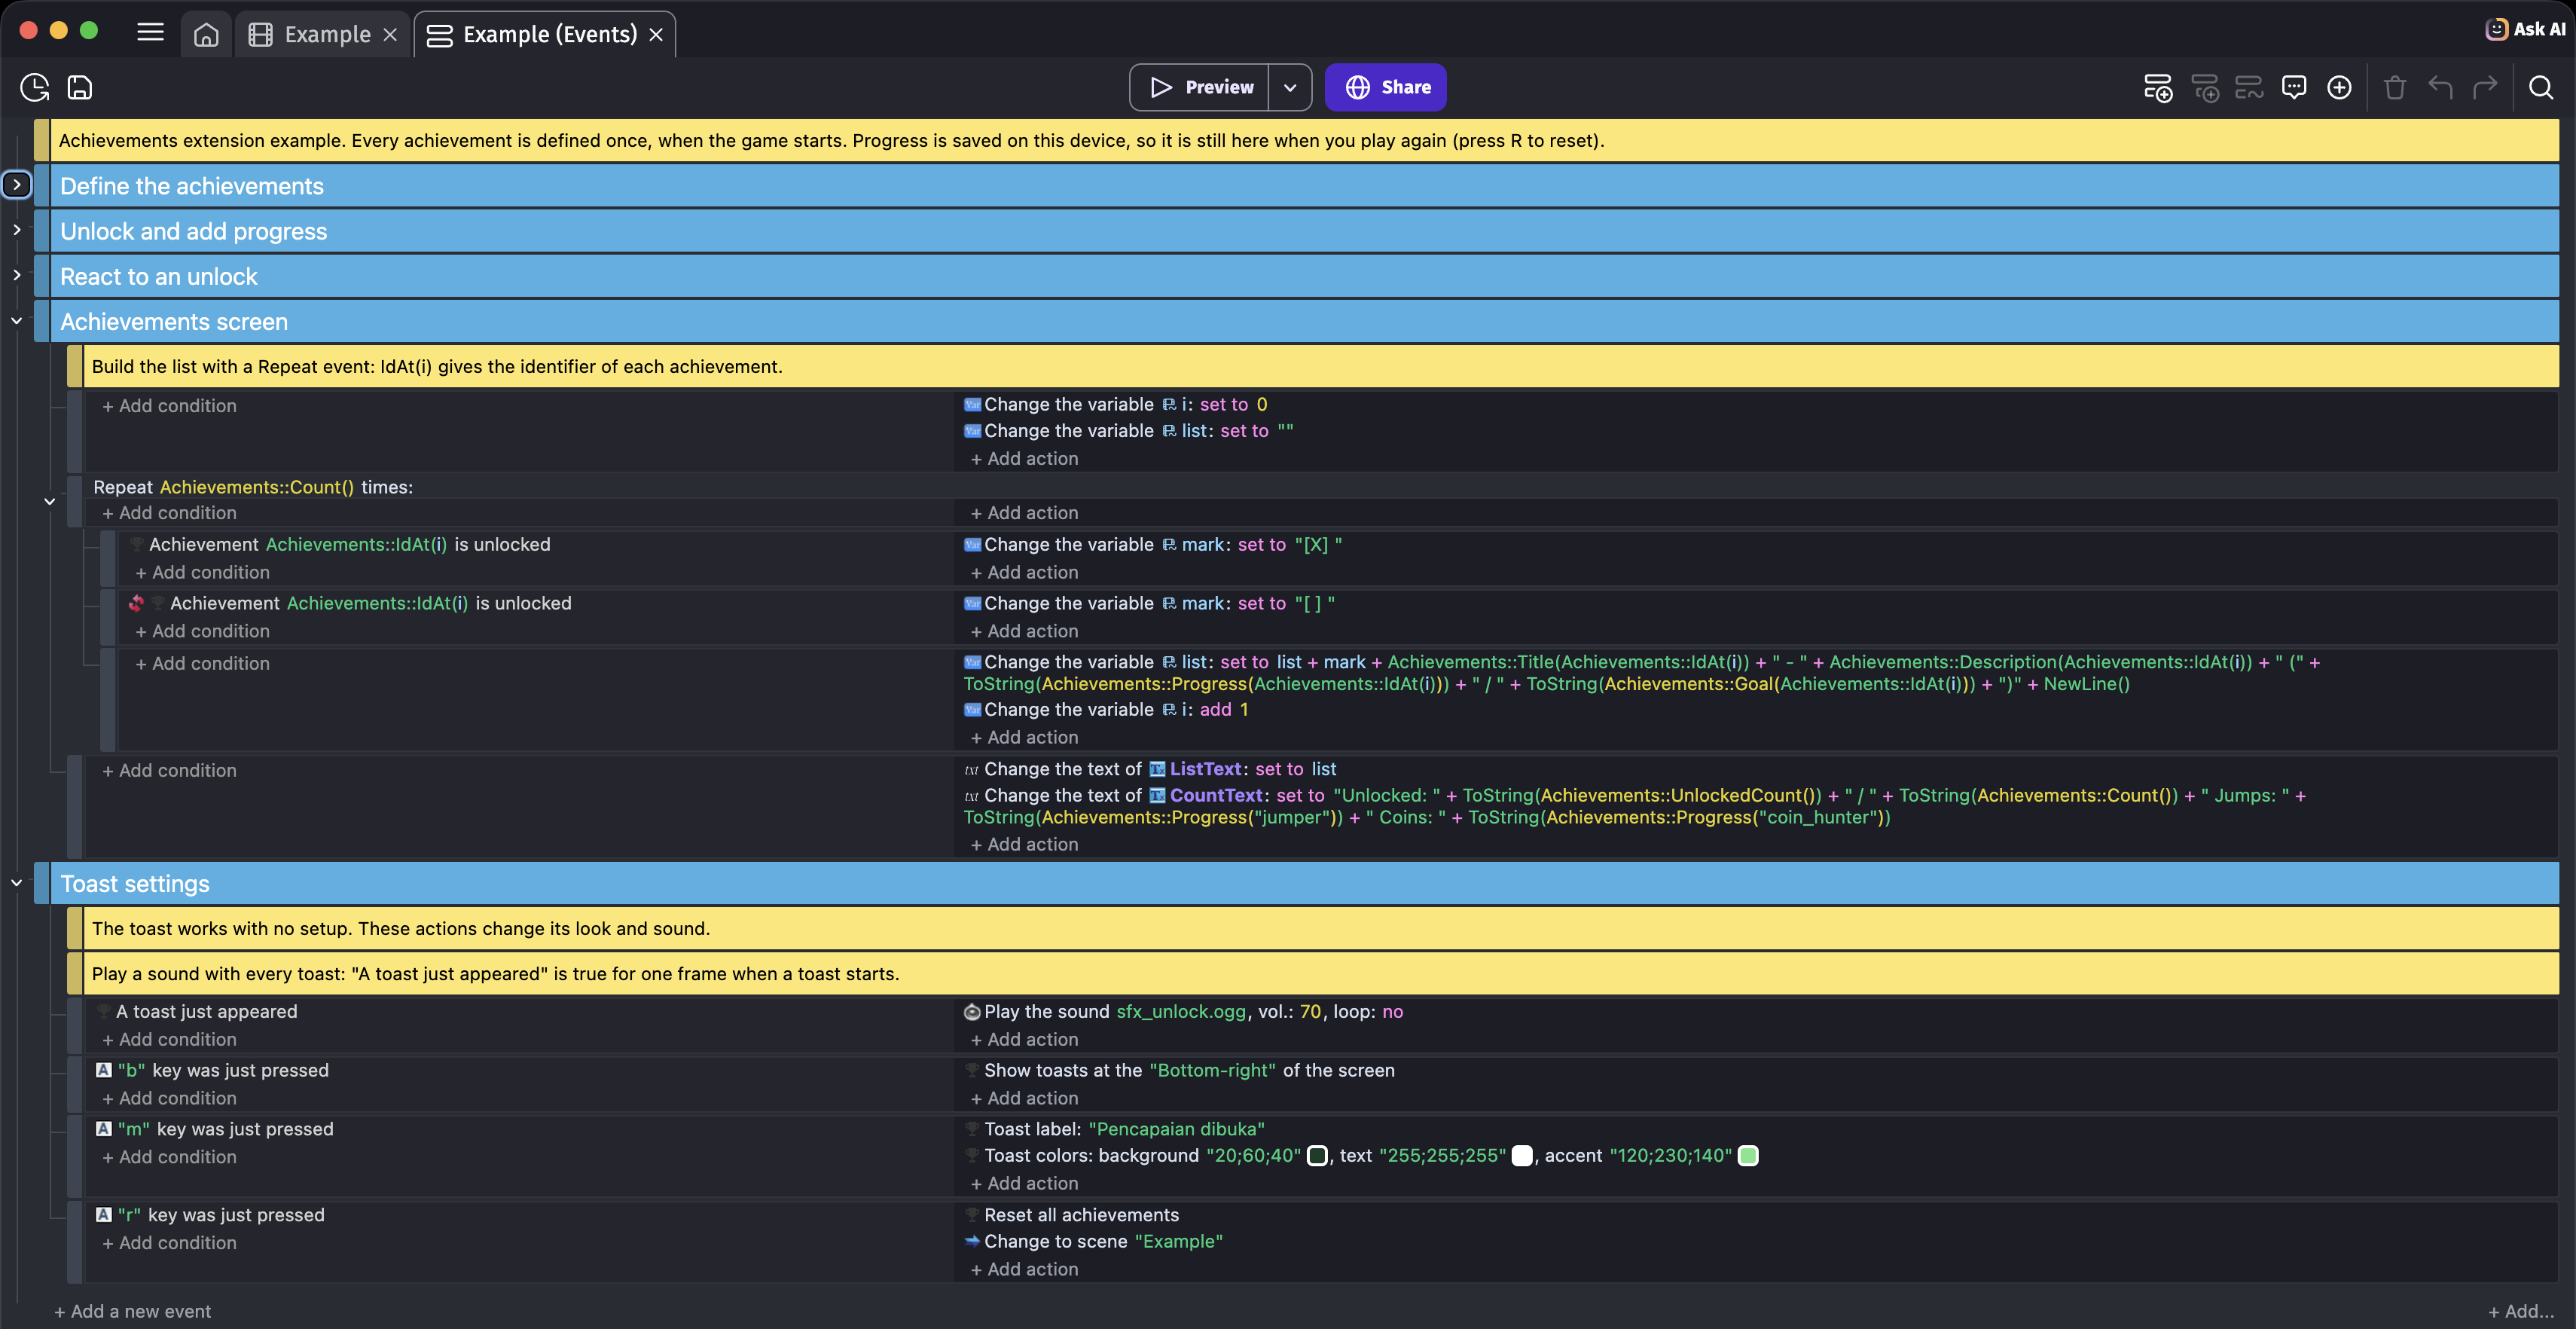 Example
Example (Events)
Ask AI
Preview
Share
Achievements extension example. Every achievement is defined once, when the game starts. Progress is saved on this device, so it is still here when you play again (press R to reset).
Define the achievements
Unlock and add progress
React to an unlock
Achievements screen
Build the list with a Repeat event: IdAt(i) gives the identifier of each achievement.
+ Add condition
Change the variable i: set to 0
Change the variable list: set to ""
+ Add action
Repeat Achievements::Count() times:
+ Add condition
+ Add action
Achievement Achievements::IdAt(i) is unlocked
+ Add condition
Change the variable mark: set to "[X] "
+ Add action
Achievement Achievements::IdAt(i) is unlocked
+ Add condition
Change the variable mark: set to "[ ] "
+ Add action
+ Add condition
Change the variable list: set to list + mark + Achievements::Title(Achievements::IdAt(i)) + " - " + Achievements::Description(Achievements::IdAt(i)) + " (" +
ToString(Achievements::Progress(Achievements::IdAt(i))) + " / " + ToString(Achievements::Goal(Achievements::IdAt(i))) + ")" + NewLine()
Change the variable i: add 1
+ Add action
+ Add condition
Change the text of ListText: set to list
Change the text of CountText: set to "Unlocked: " + ToString(Achievements::UnlockedCount()) + " / " + ToString(Achievements::Count()) + " Jumps: " +
ToString(Achievements::Progress("jumper")) + " Coins: " + ToString(Achievements::Progress("coin_hunter"))
+ Add action
Toast settings
The toast works with no setup. These actions change its look and sound.
Play a sound with every toast: "A toast just appeared" is true for one frame when a toast starts.
A toast just appeared
+ Add condition
Play the sound sfx_unlock.ogg, vol.: 70, loop: no
+ Add action
"b" key was just pressed
+ Add condition
Show toasts at the "Bottom-right" of the screen
+ Add action
"m" key was just pressed
+ Add condition
Toast label: "Pencapaian dibuka"
Toast colors: background "20;60;40" , text "255;255;255" , accent "120;230;140"
+ Add action
"r" key was just pressed
+ Add condition
Reset all achievements
Change to scene "Example"
+ Add action
+ Add a new event
+ Add...